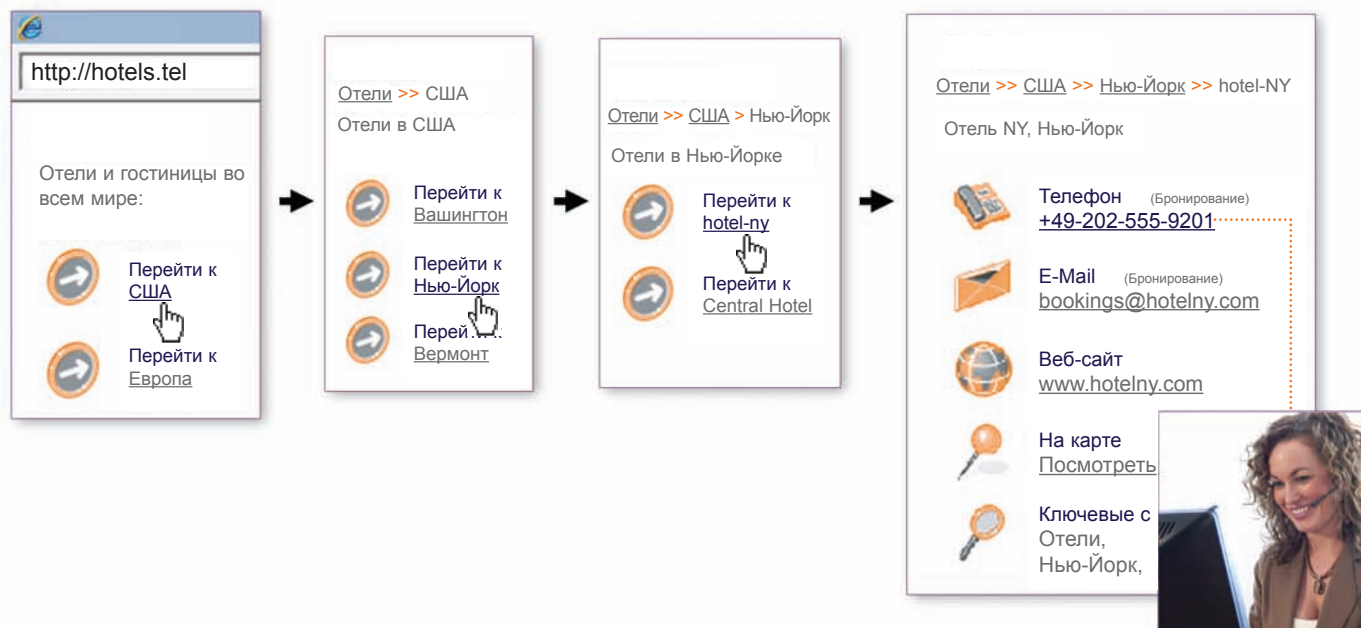 http://hotels.tel
Отели и гостиницы во
всем мире:
Перейти к
США
Перейти к
Европа
Отели >> США
Отели в США
Перейти к
Вашингтон
Перейти к
Нью-Йорк
Перей.....
Вермонт
Отели >> США > Нью-Йорк
Отели в Нью-Йорке
Перейти к
hotel-ny
Перейти к
Central Hotel
Отели >> США >> Нью-Йорк >> hotel-NY
Отель NY, Нью-Йорк
Телефон (Бронирование)
+49-202-555-9201
E-Mail (Бронирование)
bookings@hotelny.com
Веб-сайт
www.hotelny.com
На карте
Посмотреть
Ключевые с
Отели,
Нью-Йорк,